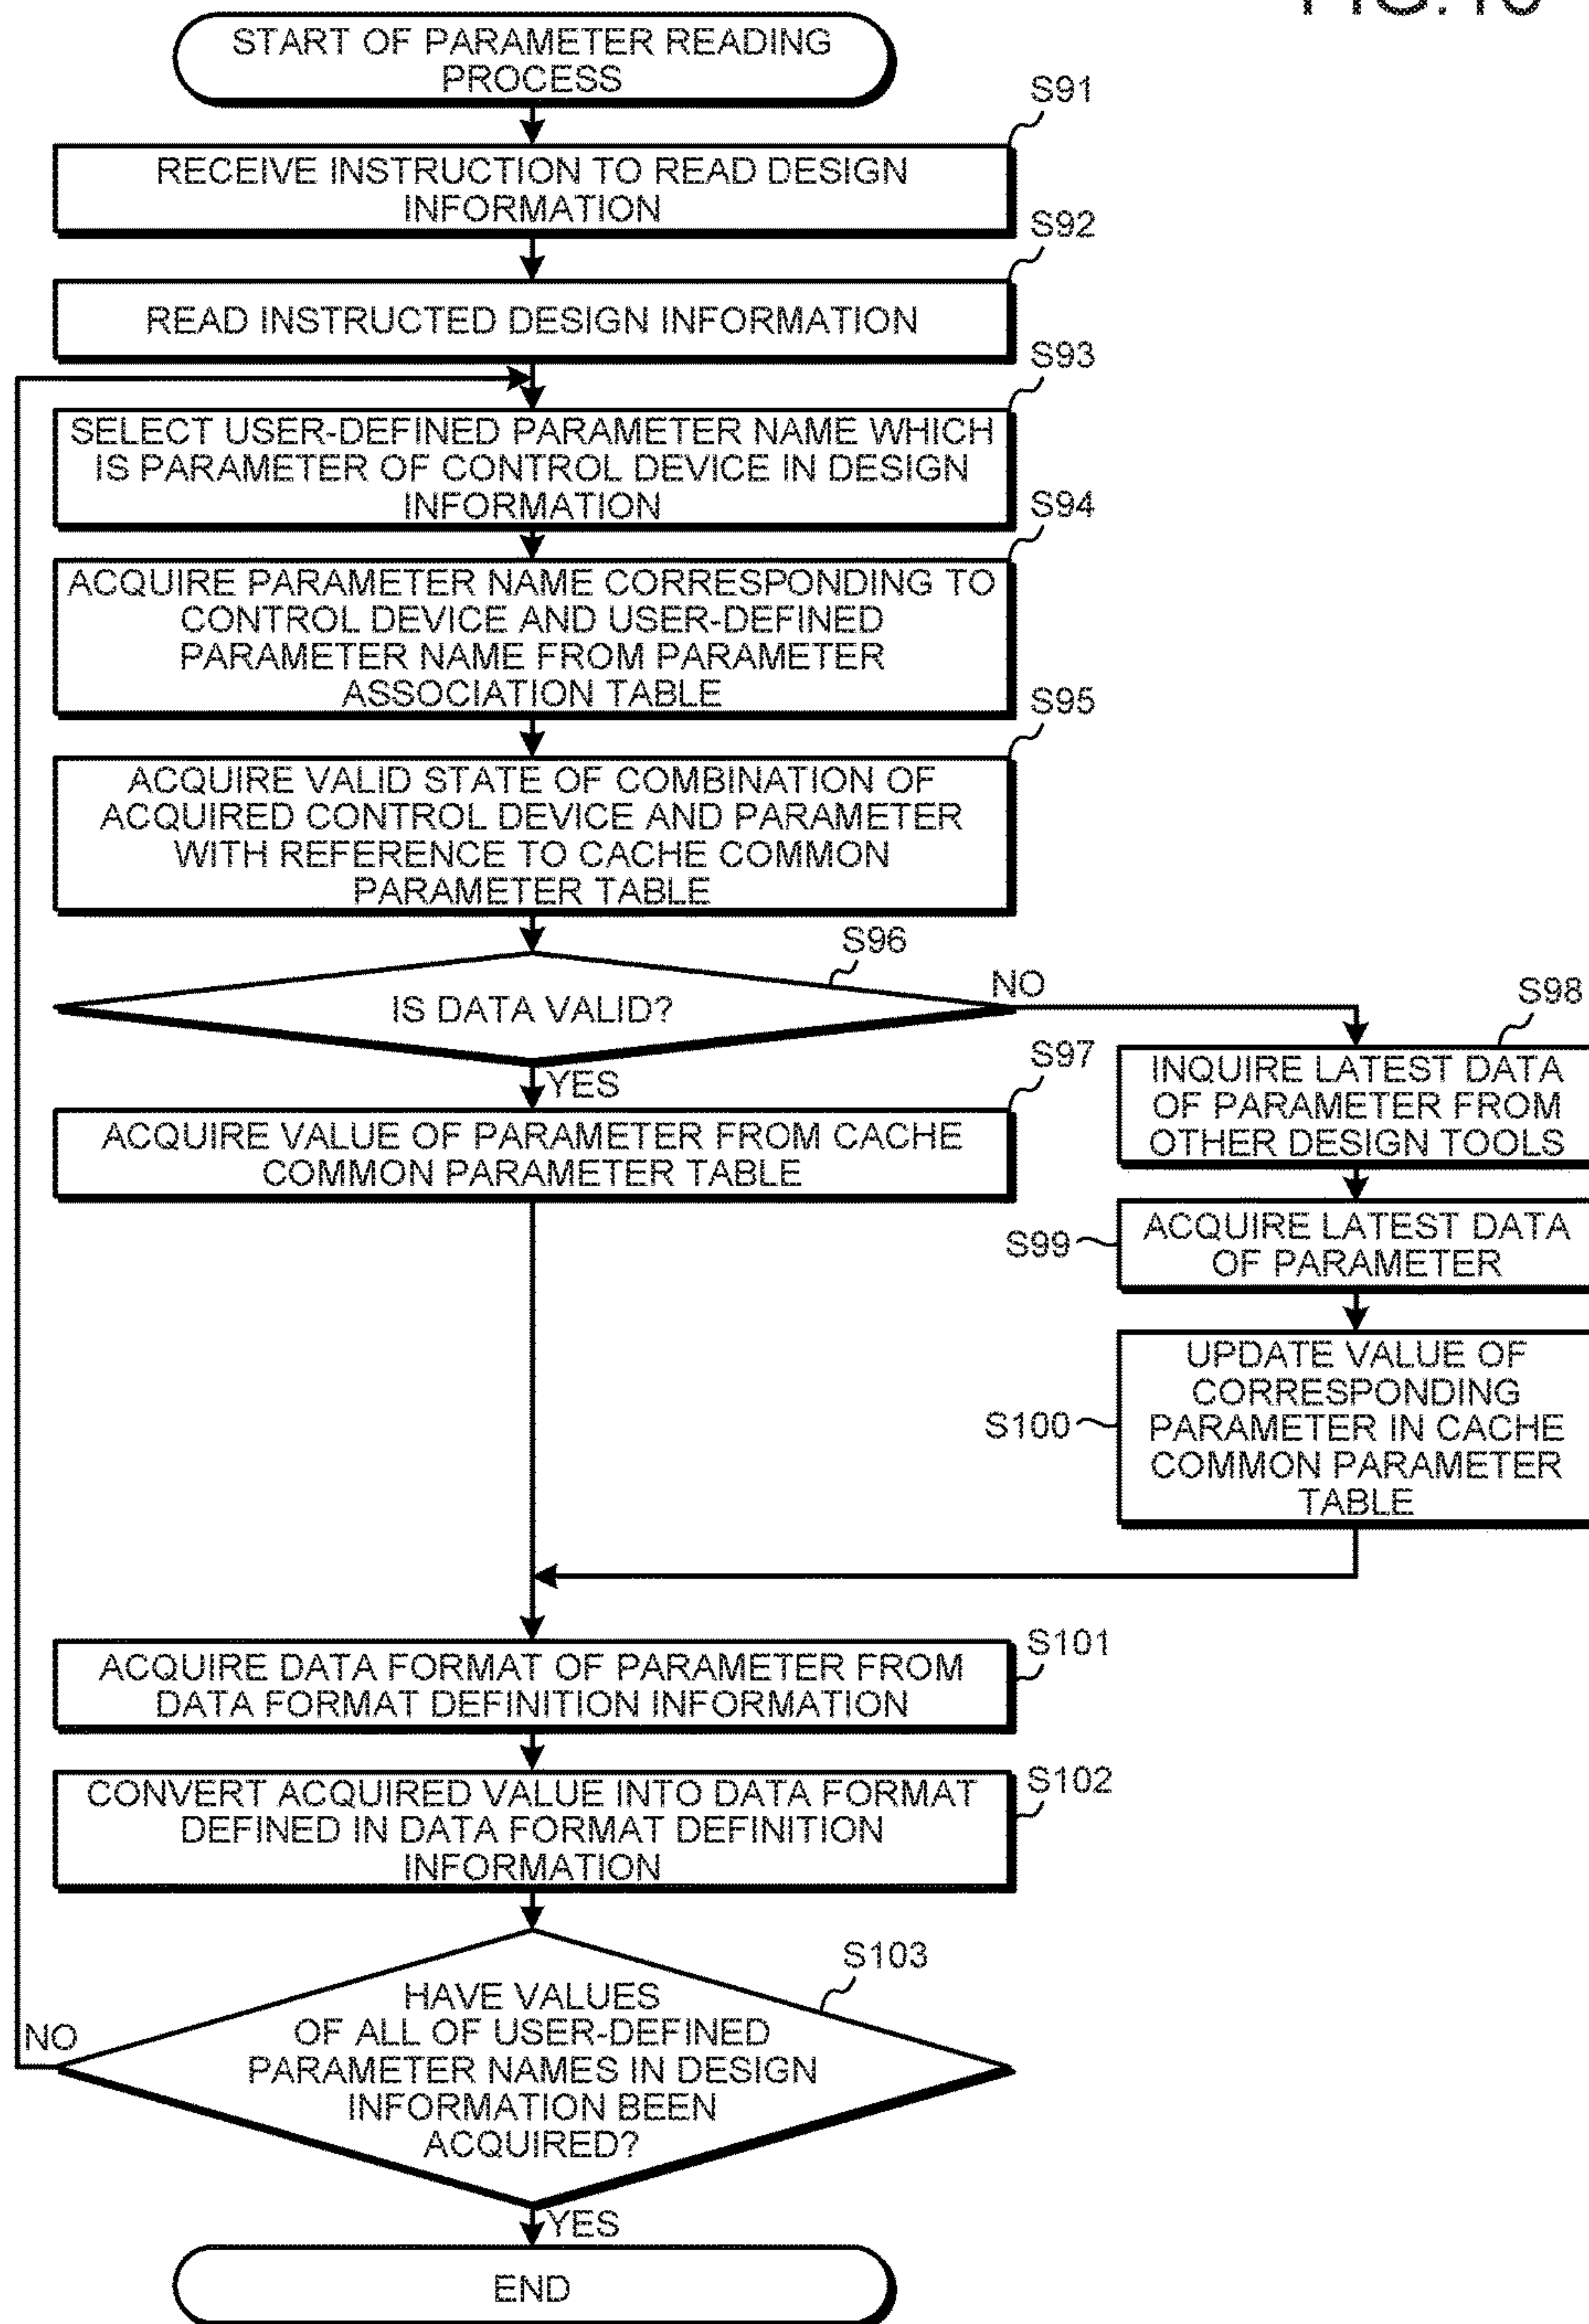 START OF PARAMETER READING
PROCESS
S91
RECEIVE INSTRUCTION TO READ DESIGN
INFORMATION
S92
READ INSTRUCTED DESIGN INFORMATION
S93
SELECT USER-DEFINED PARAMETER NAME WHICH
IS PARAMETER OF CONTROL DEVICE IN DESIGN
INFORMATION
S94
ACQUIRE PARAMETER NAME CORRESPONDING TO
CONTROL DEVICE AND USER-DEFINED
PARAMETER NAME FROM PARAMETER
ASSOCIATION TABLE
S95
ACQUIRE VALID STATE OF COMBINATION OF
ACQUIRED CONTROL DEVICE AND PARAMETER
WITH REFERENCE TO CACHE COMMON
PARAMETER TABLE
S96
IS DATA VALID?
NO
YES
S97
ACQUIRE VALUE OF PARAMETER FROM CACHE
COMMON PARAMETER TABLE
S98
INQUIRE LATEST DATA
OF PARAMETER FROM
OTHER DESIGN TOOLS
S99
ACQUIRE LATEST DATA
OF PARAMETER
S100
UPDATE VALUE OF
CORRESPONDING
PARAMETER IN CACHE
COMMON PARAMETER
TABLE
S101
ACQUIRE DATA FORMAT OF PARAMETER FROM
DATA FORMAT DEFINITION INFORMATION
S102
CONVERT ACQUIRED VALUE INTO DATA FORMAT
DEFINED IN DATA FORMAT DEFINITION
INFORMATION
S103
HAVE VALUES
OF ALL OF USER-DEFINED
PARAMETER NAMES IN DESIGN
INFORMATION BEEN
ACQUIRED?
NO
YES
END